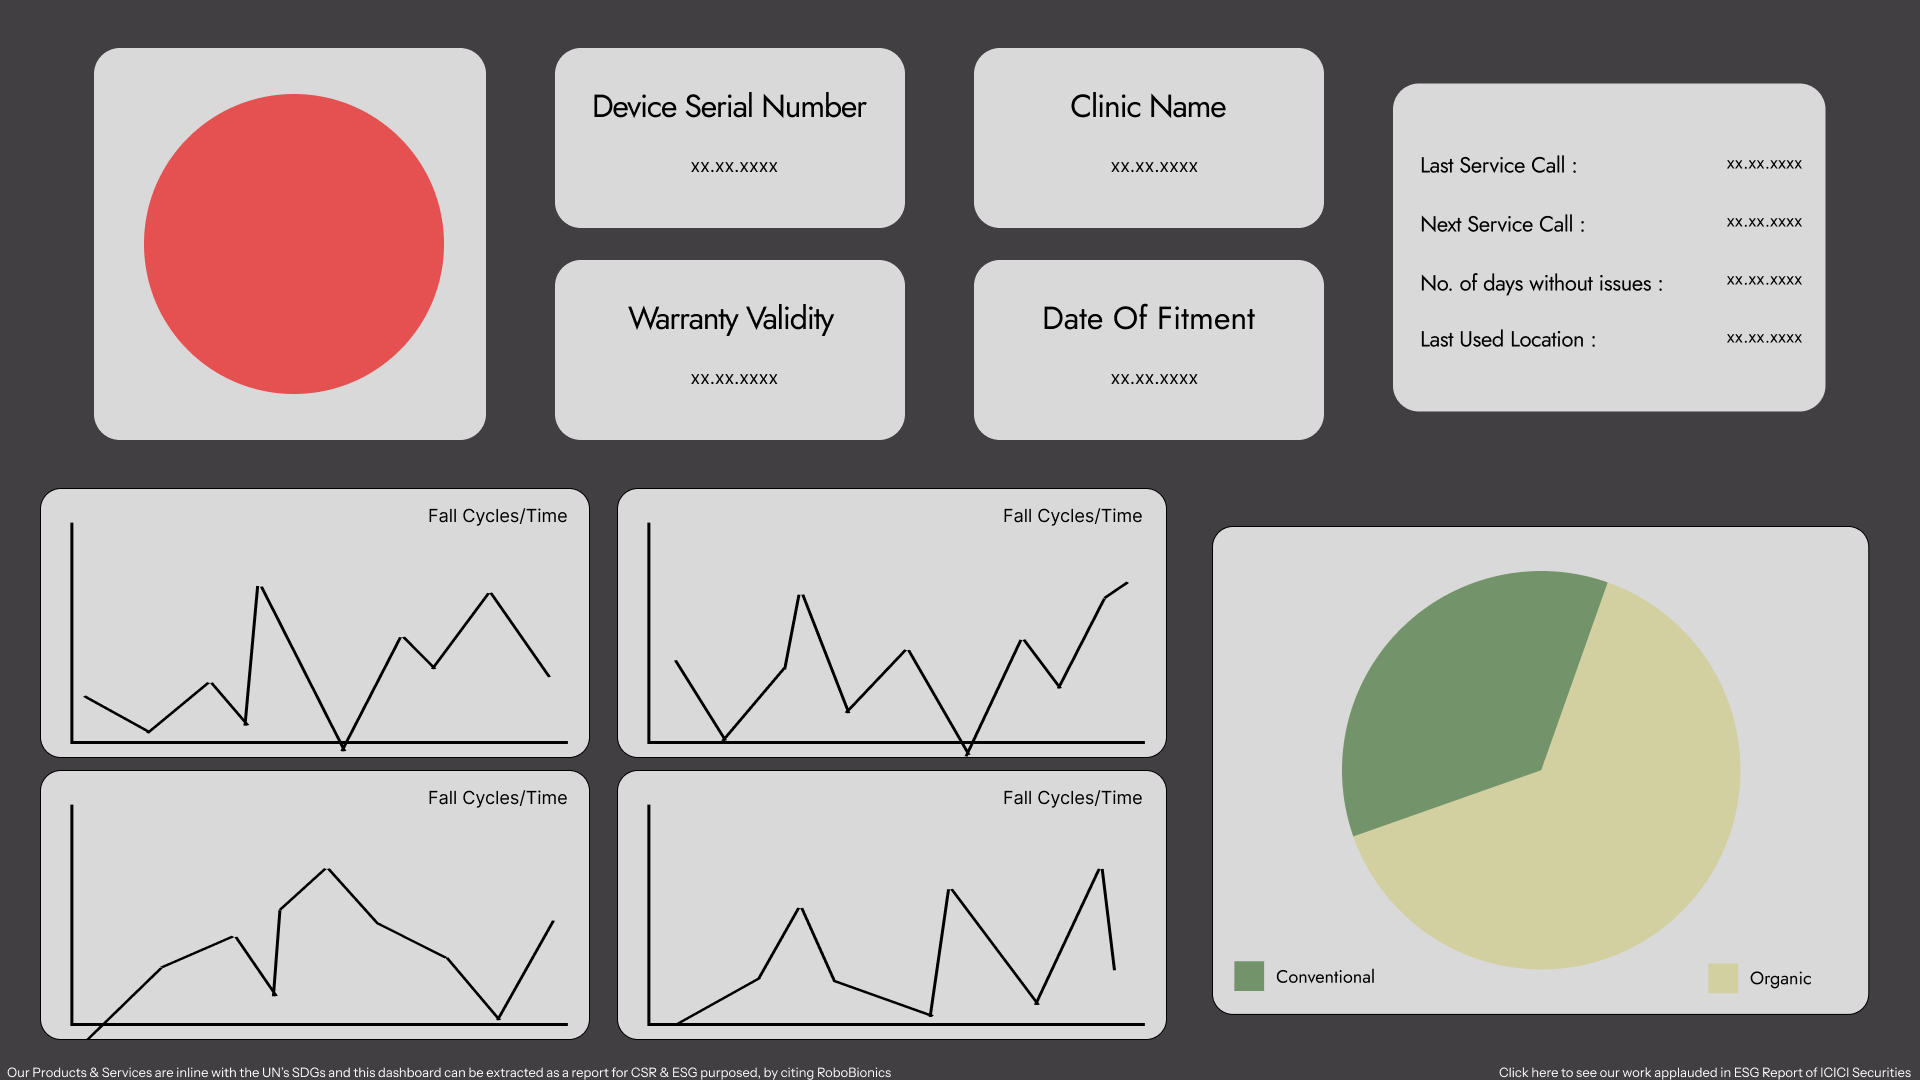 Device Serial Number
xx.xx.xxxx
Clinic Name
xx.xx.xxxx
Warranty Validity
xx.xx.xxxx
Date Of Fitment
xx.xx.xxxx
Last Service Call : xx.xx.xxxx
Next Service Call : xx.xx.xxxx
No. of days without issues : xx.xx.xxxx
Last Used Location : xx.xx.xxxx
Fall Cycles/Time
Fall Cycles/Time
Fall Cycles/Time
Fall Cycles/Time
Conventional
Organic
Our Products & Services are inline with the UN's SDGs and this dashboard can be extracted as a report for CSR & ESG purposed, by citing RoboBionics
Click here to see our work applauded in ESG Report of ICICI Securities